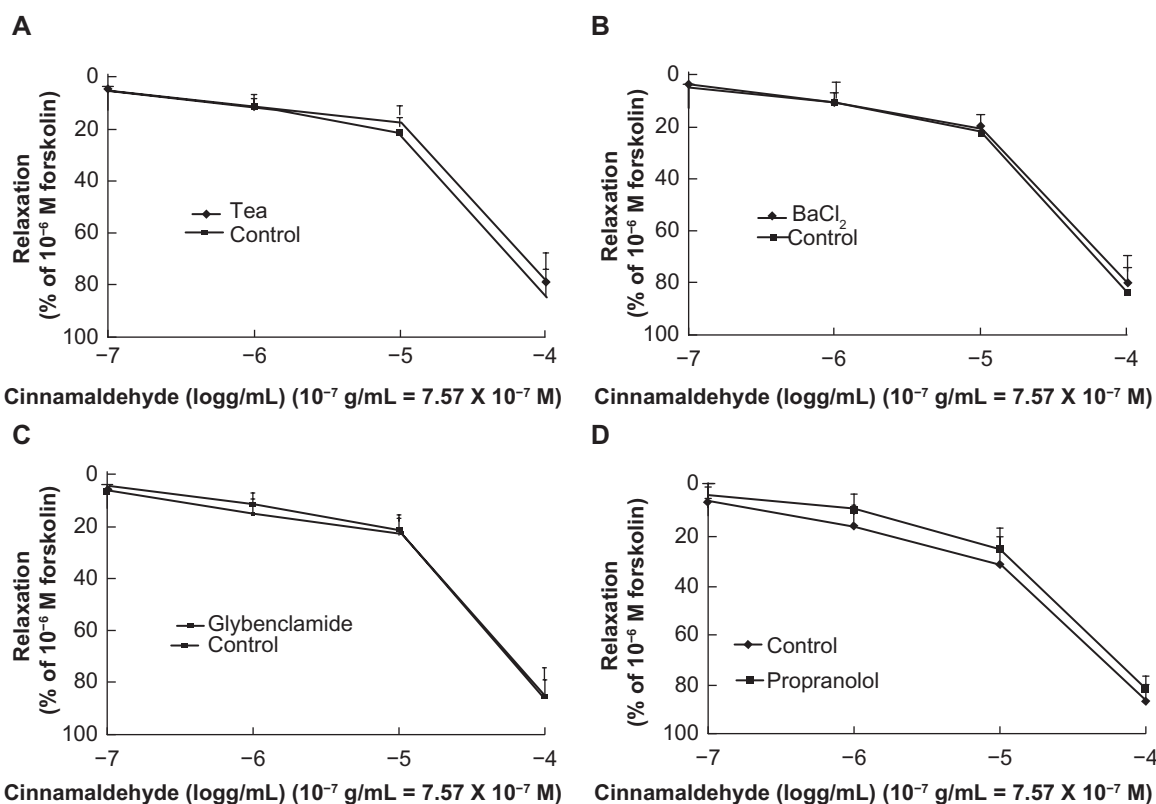 A
Relaxation
(% of 10⁻⁶ M forskolin)
0
20
40
60
80
100
Tea
Control
−7
−6
−5
−4
Cinnamaldehyde (logg/mL) (10⁻⁷ g/mL = 7.57 X 10⁻⁷ M)
B
Relaxation
(% of 10⁻⁶ M forskolin)
0
20
40
60
80
100
BaCl₂
Control
−7
−6
−5
−4
Cinnamaldehyde (logg/mL) (10⁻⁷ g/mL = 7.57 X 10⁻⁷ M)
C
Relaxation
(% of 10⁻⁶ M forskolin)
0
20
40
60
80
100
Glybenclamide
Control
−7
−6
−5
−4
Cinnamaldehyde (logg/mL) (10⁻⁷ g/mL = 7.57 X 10⁻⁷ M)
D
Relaxation
(% of 10⁻⁶ M forskolin)
0
20
40
60
80
100
Control
Propranolol
−7
−6
−5
−4
Cinnamaldehyde (logg/mL) (10⁻⁷ g/mL = 7.57 X 10⁻⁷ M)